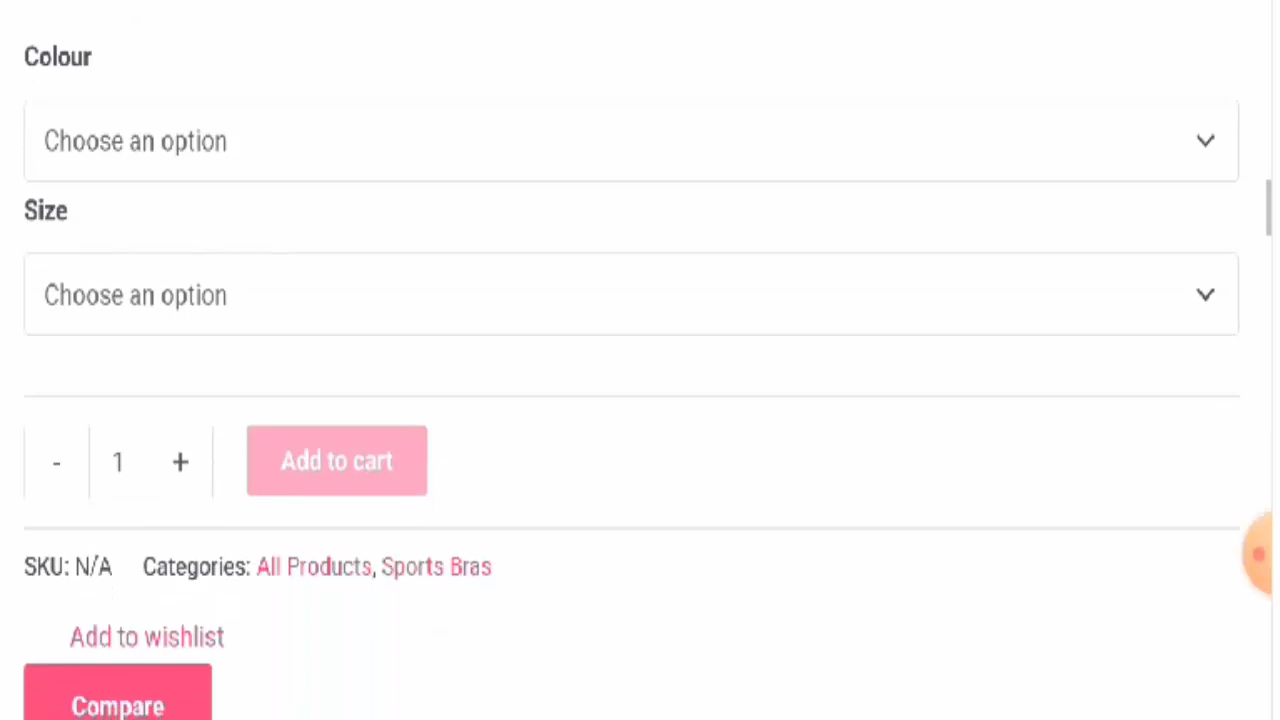 Colour
Choose an option
Size
Choose an option
- 1 + Add to cart
SKU: N/A Categories: All Products, Sports Bras
Add to wishlist
Compare